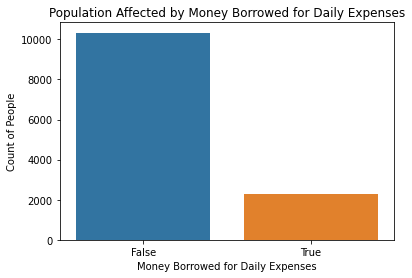 Population Affected by Money Borrowed for Daily Expenses
10000
8000
6000
4000
2000
0
Count of People
False
True
Money Borrowed for Daily Expenses